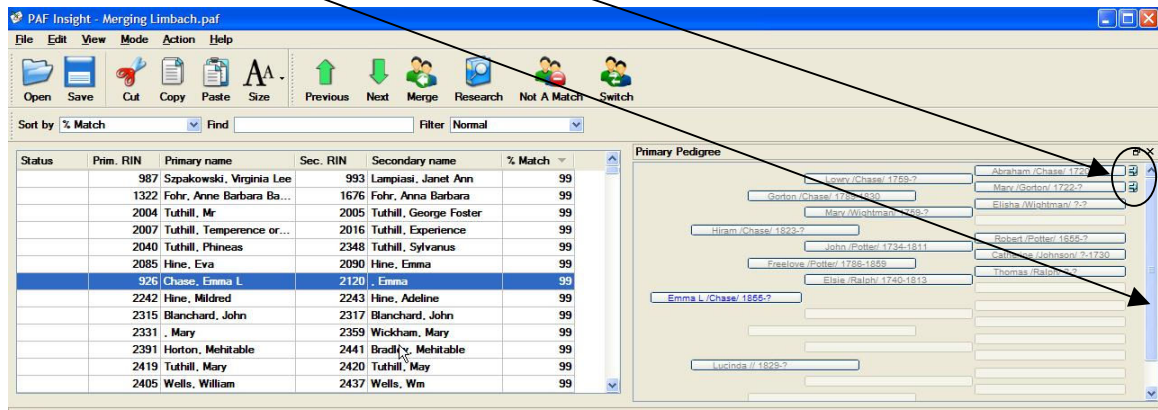 PAF Insight - Merging Limbach.paf
File Edit View Mode Action Help
Open Save Cut Copy Paste Size Previous Next Merge Research Not A Match Switch
Sort by % Match Find Filter Normal
Status Prim. RIN Primary name Sec. RIN Secondary name % Match
987 Szpakowski, Virginia Lee 993 Lampiasi, Janet Ann 99
1322 Fohr, Anne Barbara Ba... 1676 Fohr, Anna Barbara 99
2004 Tuthill, Mr 2005 Tuthill, George Foster 99
2007 Tuthill, Temperence or... 2016 Tuthill, Experience 99
2040 Tuthill, Phineas 2348 Tuthill, Sylvanus 99
2085 Hine, Eva 2090 Hine, Emma 99
926 Chase, Emma L 2120 , Emma 99
2242 Hine, Mildred 2243 Hine, Adeline 99
2315 Blanchard, John 2317 Blanchard, John 99
2331 , Mary 2359 Wickham, Mary 99
2391 Horton, Mehitable 2441 Bradley, Mehitable 99
2419 Tuthill, Mary 2420 Tuthill, May 99
2405 Wells, William 2437 Wells, Wm 99
Primary Pedigree
Abraham /Chase/
Lowry /Chase/ 1759-?
Mary /Gorton/ 1722-?
Gorton /Chase/ 1789-1830
Elisha /Wightman/ ?-?
Mary /Wightman/ 1759-?
Hiram /Chase/ 1823-?
Robert /Potter/ 1655-?
John /Potter/ 1734-1811
Catherine /Johnson/ ?-1730
Freelove /Potter/ 1786-1859
Thomas /Ralph/ ?-?
Elsie /Ralph/ 1740-1813
Emma L /Chase/ 1855-?
Lucinda // 1829-?